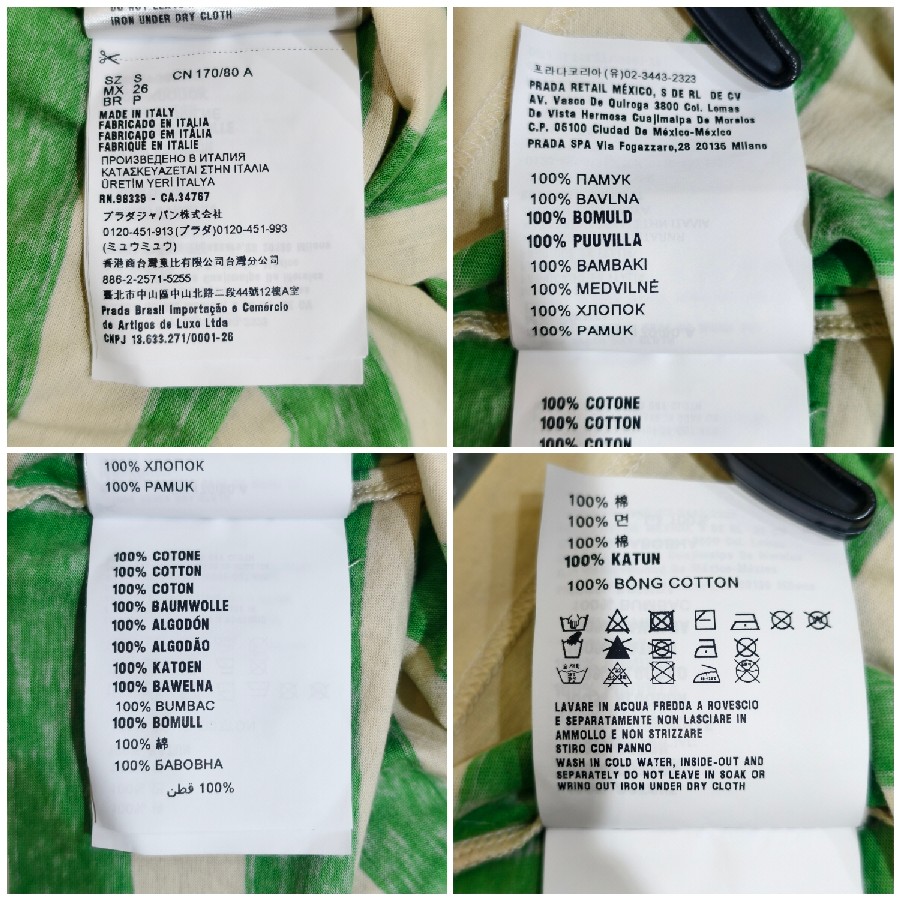 IRON UNDER DRY CLOTH
SZ S CN 170/80 A
MX 26
BR P
MADE IN ITALY
FABRICADO EN ITALIA
FABRICADO EM ITÁLIA
FABRIQUÉ EN ITALIE
ПРОИЗВЕДЕНО В ИТАЛИЯ
ΚΑΤΑΣΚΕΥΑΖΕΤΑΙ ΣΤΗΝ ΙΤΑΛΙΑ
ÜRETİM YERİ İTALYA
RN.98339 - CA.34767
プラダジャパン株式会社
0120-451-913(プラダ)0120-451-993
(ミュウミュウ)
香港商台灣寛比有限公司台灣分公司
886-2-2571-5255
臺北市中山區中山北路二段44號12樓A室
Prada Brasil Importação e Comércio
de Artigos de Luxo Ltda
CNPJ 13.633.271/0001-26
프라다코리아(유)02-3443-2323
PRADA RETAIL MÉXICO, S DE RL DE CV
AV. Vasco De Quiroga 3800 Col. Lomas
De Vista Hermosa Cuajimalpa De Morelos
C.P. 05100 Ciudad De México-México
PRADA SPA Via Fogazzaro,28 20135 Milano
100% ПАМУК
100% BAVLNA
100% BOMULD
100% PUUVILLA
100% BAMBAKI
100% MEDVILNĖ
100% ХЛОПОК
100% PAMUK
100% COTONE
100% COTTON
100% COTON
100% ХЛОПОК
100% PAMUK
100% COTONE
100% COTTON
100% COTON
100% BAUMWOLLE
100% ALGODÓN
100% ALGODÃO
100% KATOEN
100% BAWELNA
100% BUMBAC
100% BOMULL
100% 綿
100% БАВОВНА
100% قطن
100% 棉
100% 면
100% 棉
100% KATUN
100% BÔNG COTTON
LAVARE IN ACQUA FREDDA A ROVESCIO
E SEPARATAMENTE NON LASCIARE IN
AMMOLLO E NON STRIZZARE
STIRO CON PANNO
WASH IN COLD WATER, INSIDE-OUT AND
SEPARATELY DO NOT LEAVE IN SOAK OR
WRING OUT IRON UNDER DRY CLOTH